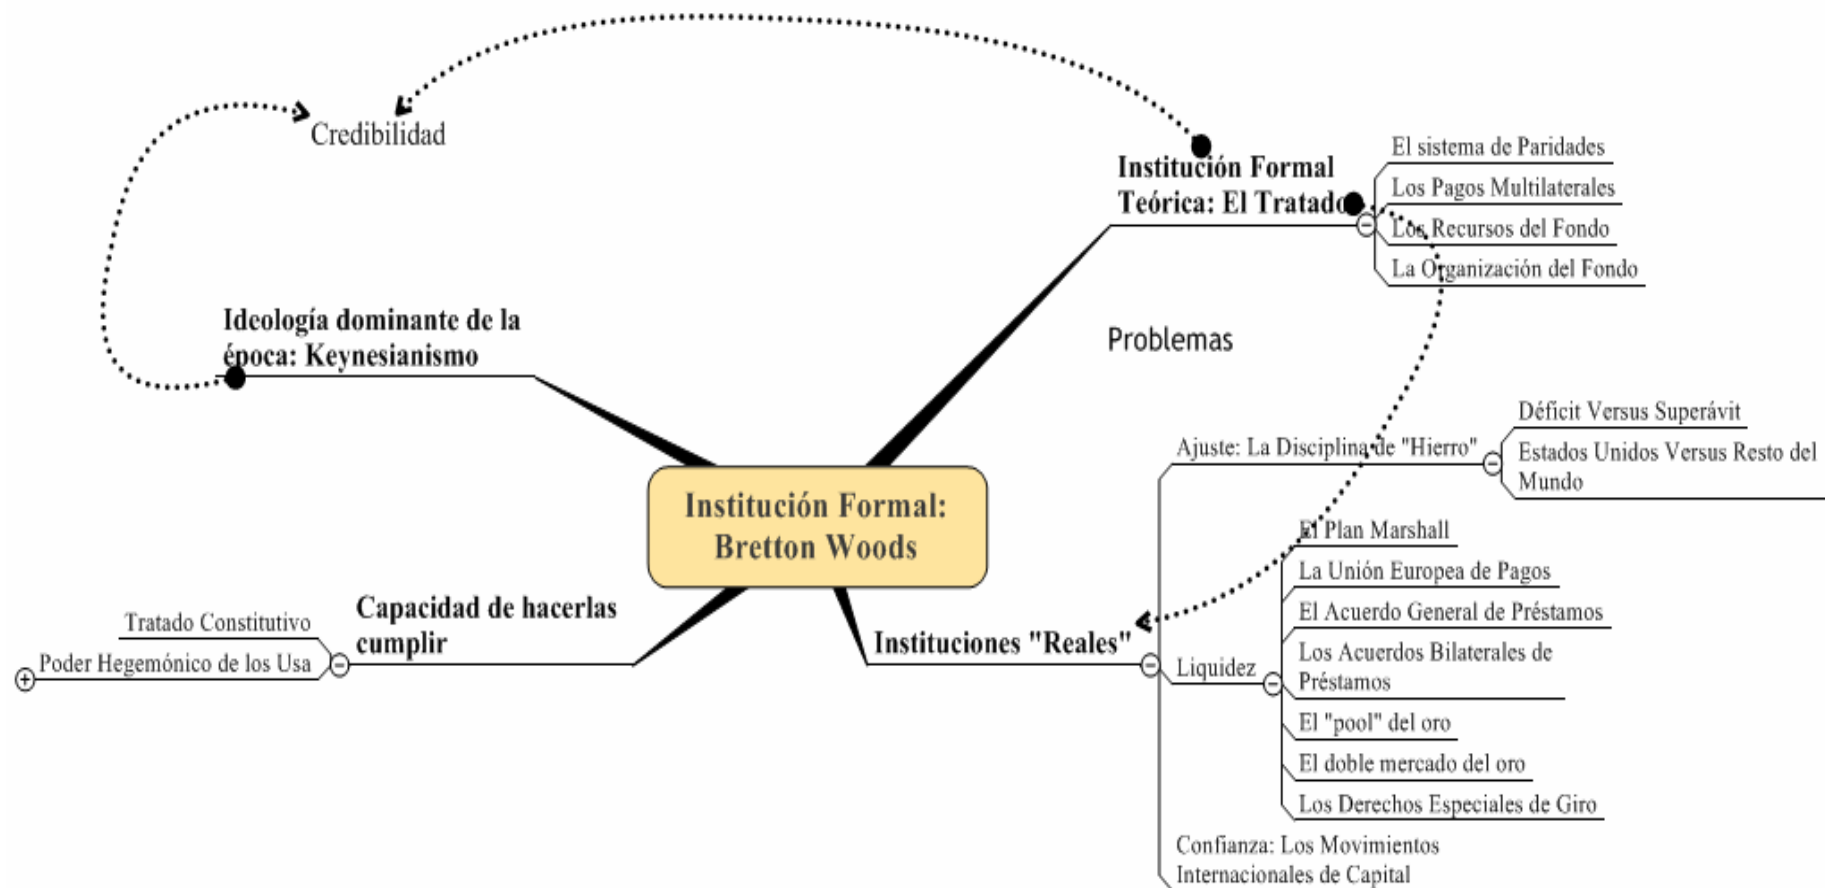 Credibilidad
Institución Formal
Teórica: El Tratado
El sistema de Paridades
Los Pagos Multilaterales
Los Recursos del Fondo
La Organización del Fondo
Ideología dominante de la
época: Keynesianismo
Problemas
Ajuste: La Disciplina de "Hierro"
Déficit Versus Superávit
Estados Unidos Versus Resto del
Mundo
Institución Formal:
Bretton Woods
Capacidad de hacerlas
cumplir
Tratado Constitutivo
Poder Hegemónico de los Usa
Instituciones "Reales"
Liquidez
El Plan Marshall
La Unión Europea de Pagos
El Acuerdo General de Préstamos
Los Acuerdos Bilaterales de
Préstamos
El "pool" del oro
El doble mercado del oro
Los Derechos Especiales de Giro
Confianza: Los Movimientos
Internacionales de Capital